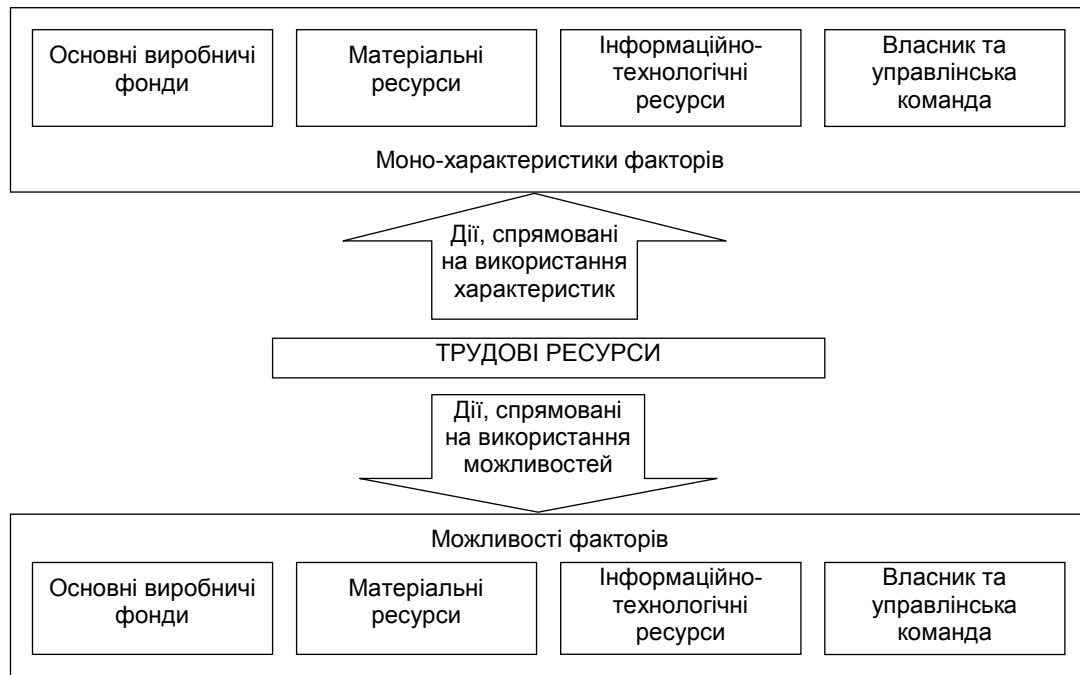 Основні виробничі
фонди
Матеріальні
ресурси
Інформаційно-
технологічні
ресурси
Власник та
управлінська
команда
Моно-характеристики факторів
Дії, спрямовані
на використання
характеристик
ТРУДОВІ РЕСУРСИ
Дії, спрямовані
на використання
можливостей
Можливості факторів
Основні виробничі
фонди
Матеріальні
ресурси
Інформаційно-
технологічні
ресурси
Власник та
управлінська
команда